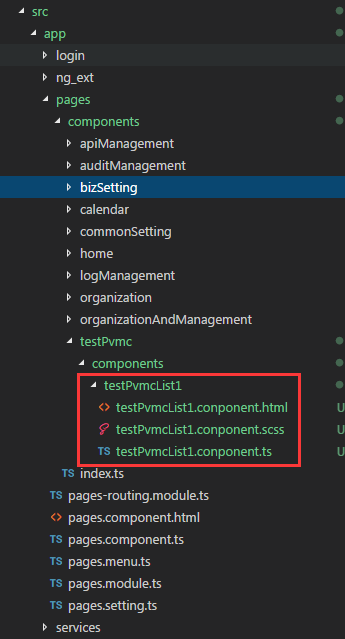 src
app
login
ng_ext
pages
components
apiManagement
auditManagement
bizSetting
calendar
commonSetting
home
logManagement
organization
organizationAndManagement
testPvmc
components
testPvmcList1
<> testPvmcList1.conponent.html U
testPvmcList1.conponent.scss U
TS testPvmcList1.conponent.ts U
TS index.ts
TS pages-routing.module.ts
<> pages.component.html
TS pages.component.ts
TS pages.menu.ts
TS pages.module.ts
TS pages.setting.ts
services